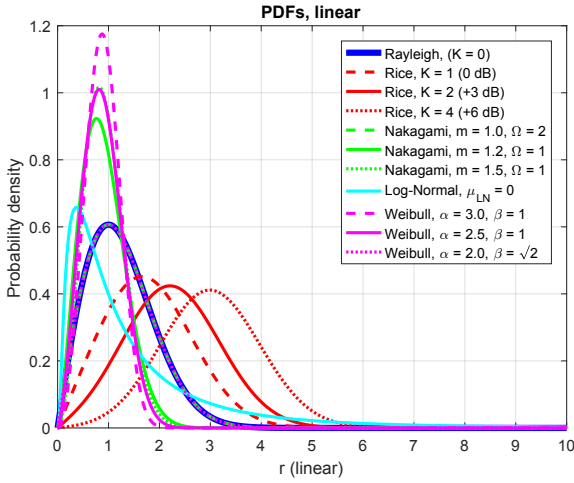 PDFs, linear
Probability density
1.2
1
0.8
0.6
0.4
0.2
0
Rayleigh, (K = 0)
Rice, K = 1 (0 dB)
Rice, K = 2 (+3 dB)
Rice, K = 4 (+6 dB)
Nakagami, m = 1.0, Ω = 2
Nakagami, m = 1.2, Ω = 1
Nakagami, m = 1.5, Ω = 1
Log-Normal, μ_LN = 0
Weibull, α = 3.0, β = 1
Weibull, α = 2.5, β = 1
Weibull, α = 2.0, β = √2
0 1 2 3 4 5 6 7 8 9 10
r (linear)